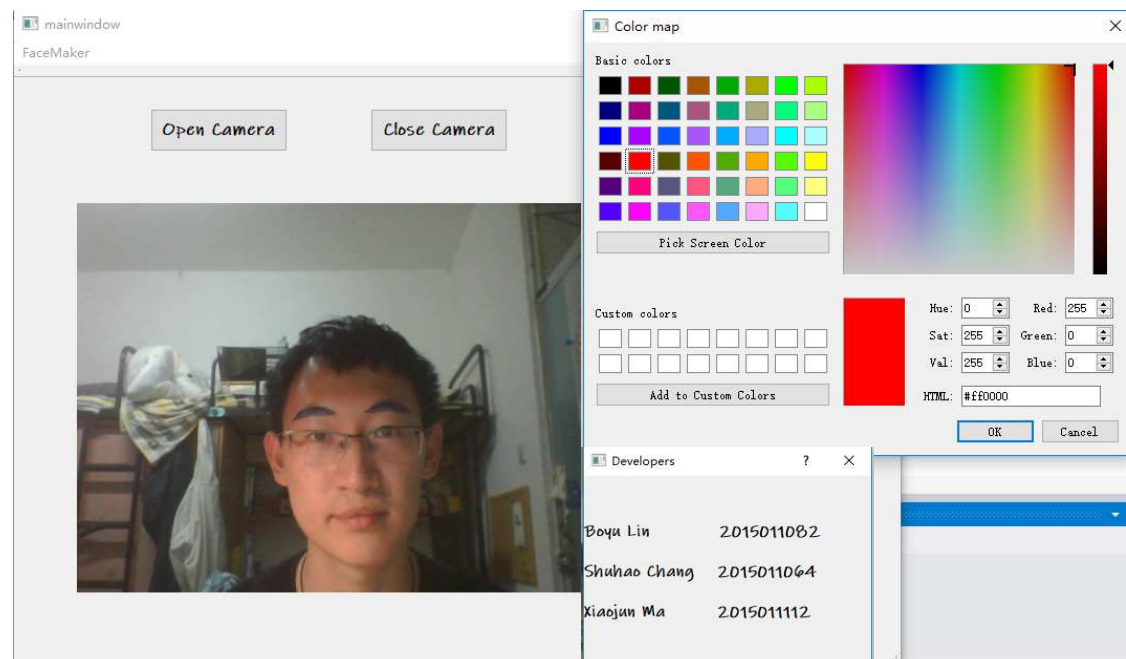 mainwindow
FaceMaker
Open Camera
Close Camera
Color map
Basic colors
Pick Screen Color
Custom colors
Add to Custom Colors
Hue: 0
Red: 255
Sat: 255
Green: 0
Val: 255
Blue: 0
HTML: #ff0000
OK
Cancel
Developers
Boyu Lin 2015011082
Shuhao Chang 2015011064
Xiaojun Ma 2015011112